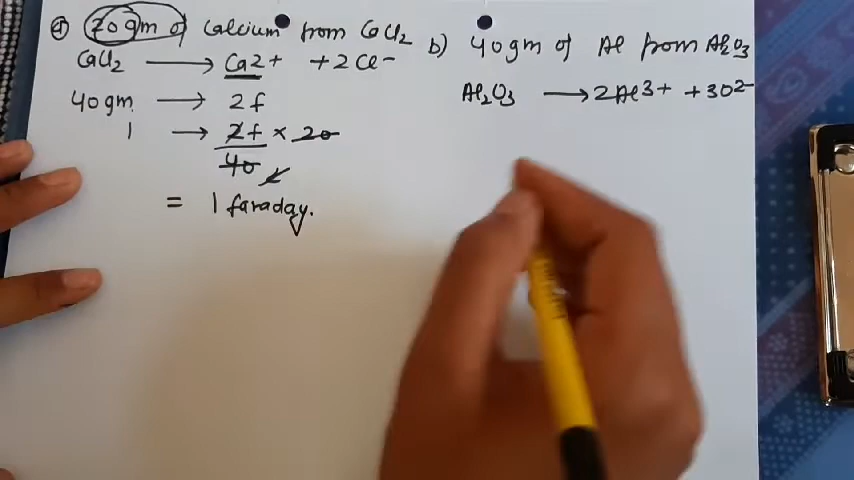 a) 20gm of Calcium from CaCl2
CaCl2 → Ca2+ + 2Cl-
40gm → 2f
1 → 2f × 20
40
= 1 faraday.
b) 40gm of Al from Al2O3
Al2O3 → 2Al3+ + 3O2-